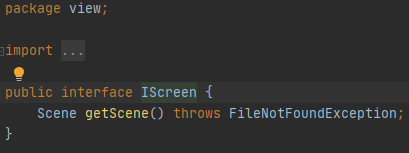 package view;
import ...
public interface IScreen {
Scene getScene() throws FileNotFoundException;
}